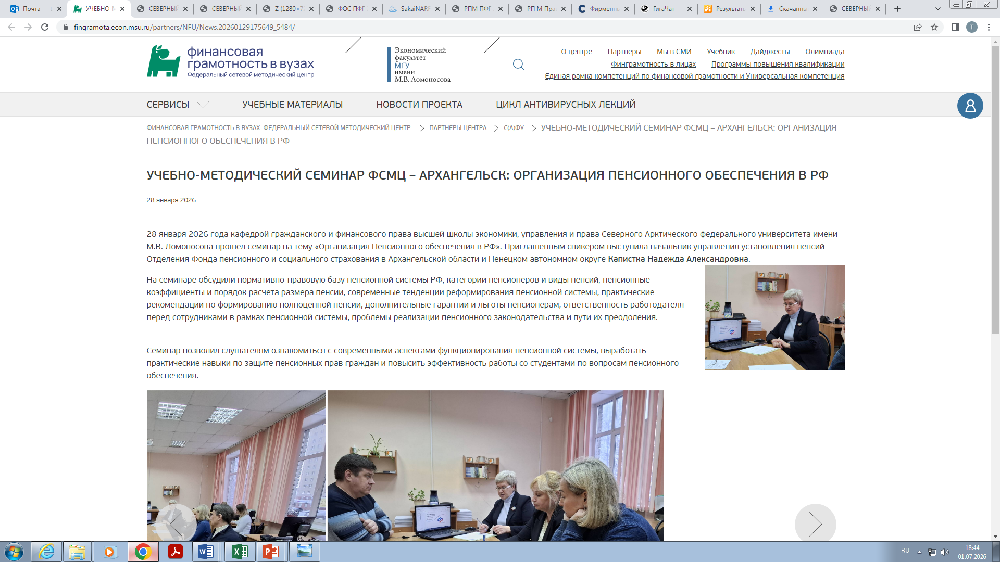 Почта — t
УЧЕБНО-М
СЕВЕРНЫЙ
СЕВЕРНЫЙ
Z (1280×72
ФОС ПФГ
SakaiNARF
РПМ ПФГ
РП М Пра
Фирменны
ГигаЧат —
Результаты
Скачанные
СЕВЕРНЫЙ
fingramota.econ.msu.ru/partners/NFU/News.20260129175649_5484/
T
финансовая
грамотность в вузах
Федеральный сетевой методический центр
Экономический
факультет
МГУ
имени
М.В. Ломоносова
О центре Партнеры Мы в СМИ Учебник Дайджесты Олимпиада
Финграмотность в лицах Программы повышения квалификации
Единая рамка компетенций по финансовой грамотности и Универсальная компетенция
СЕРВИСЫ УЧЕБНЫЕ МАТЕРИАЛЫ НОВОСТИ ПРОЕКТА ЦИКЛ АНТИВИРУСНЫХ ЛЕКЦИЙ
ФИНАНСОВАЯ ГРАМОТНОСТЬ В ВУЗАХ. ФЕДЕРАЛЬНЫЙ СЕТЕВОЙ МЕТОДИЧЕСКИЙ ЦЕНТР. ПАРТНЕРЫ ЦЕНТРА С(А)ФУ УЧЕБНО-МЕТОДИЧЕСКИЙ СЕМИНАР ФСМЦ – АРХАНГЕЛЬСК: ОРГАНИЗАЦИЯ
ПЕНСИОННОГО ОБЕСПЕЧЕНИЯ В РФ
УЧЕБНО-МЕТОДИЧЕСКИЙ СЕМИНАР ФСМЦ – АРХАНГЕЛЬСК: ОРГАНИЗАЦИЯ ПЕНСИОННОГО ОБЕСПЕЧЕНИЯ В РФ
28 января 2026
28 января 2026 года кафедрой гражданского и финансового права высшей школы экономики, управления и права Северного Арктического федерального университета имени
М.В. Ломоносова прошел семинар на тему «Организация Пенсионного обеспечения в РФ». Приглашенным спикером выступила начальник управления установления пенсий
Отделения Фонда пенсионного и социального страхования в Архангельской области и Ненецком автономном округе Капистка Надежда Александровна.
На семинаре обсудили нормативно-правовую базу пенсионной системы РФ, категории пенсионеров и виды пенсий, пенсионные
коэффициенты и порядок расчета размера пенсии, современные тенденции реформирования пенсионной системы, практические
рекомендации по формированию полноценной пенсии, дополнительные гарантии и льготы пенсионерам, ответственность работодателя
перед сотрудниками в рамках пенсионной системы, проблемы реализации пенсионного законодательства и пути их преодоления.
Семинар позволил слушателям ознакомиться с современными аспектами функционирования пенсионной системы, выработать
практические навыки по защите пенсионных прав граждан и повысить эффективность работы со студентами по вопросам пенсионного
обеспечения.
RU
18:44
01.07.2026